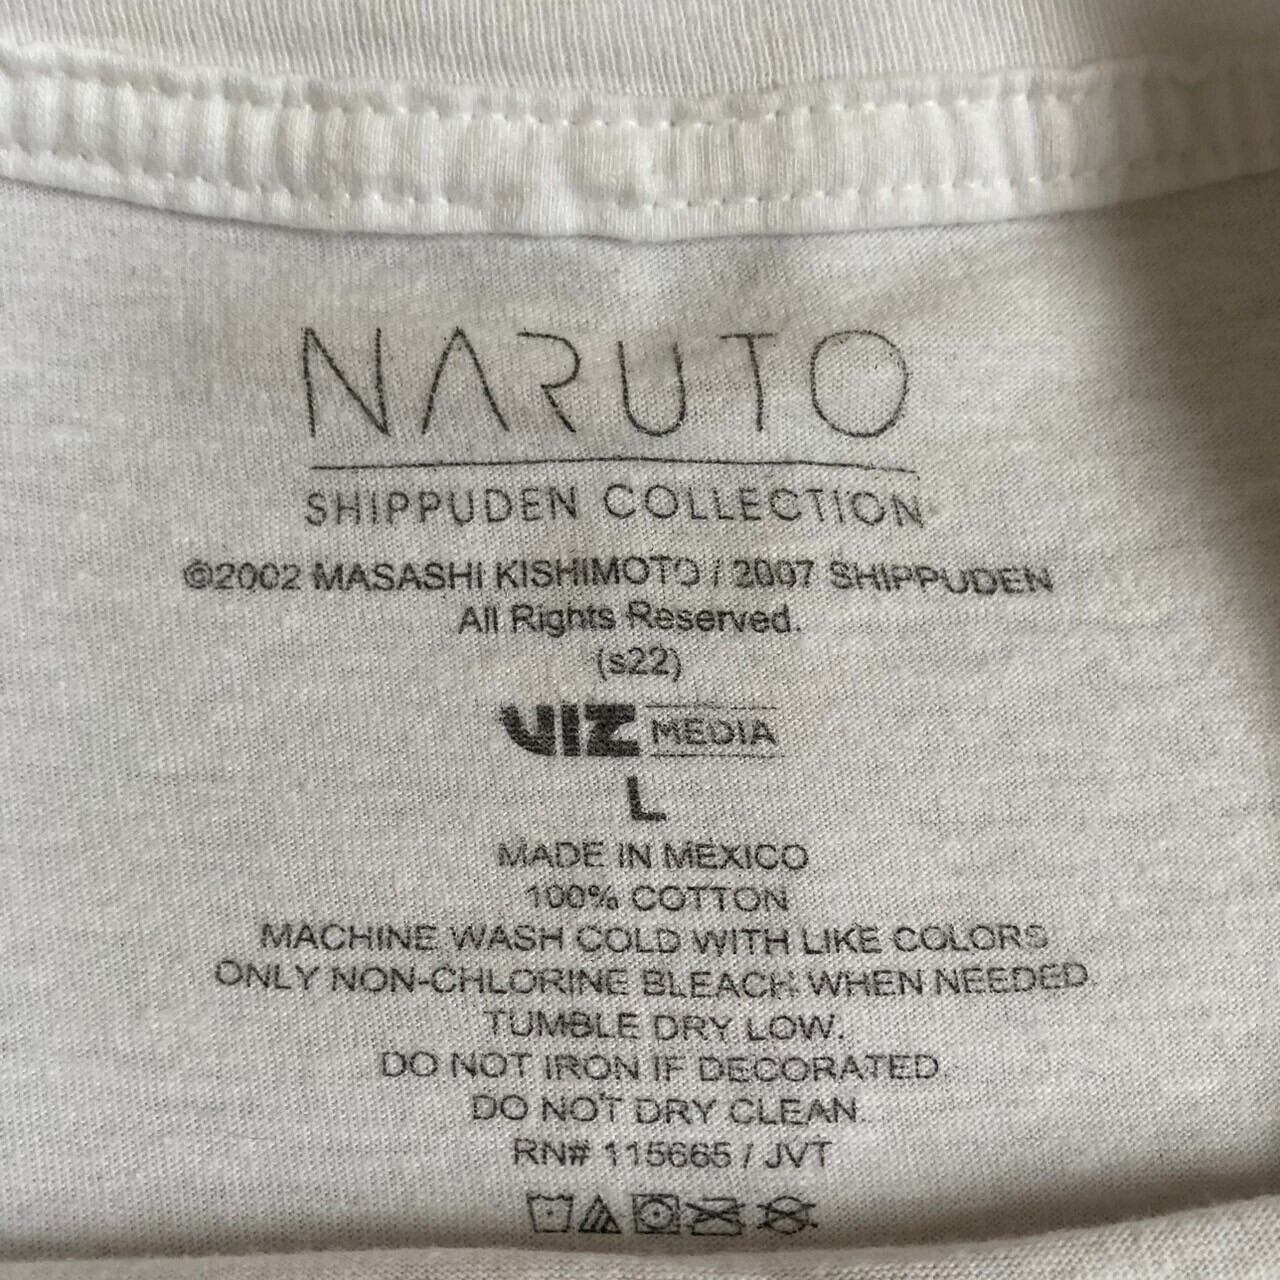 NARUTO
SHIPPUDEN COLLECTION
©2002 MASASHI KISHIMOTO / 2007 SHIPPUDEN
All Rights Reserved.
(s22)
VIZ MEDIA
L
MADE IN MEXICO
100% COTTON
MACHINE WASH COLD WITH LIKE COLORS
ONLY NON-CHLORINE BLEACH WHEN NEEDED.
TUMBLE DRY LOW.
DO NOT IRON IF DECORATED
DO NOT DRY CLEAN.
RN# 115665 / JVT